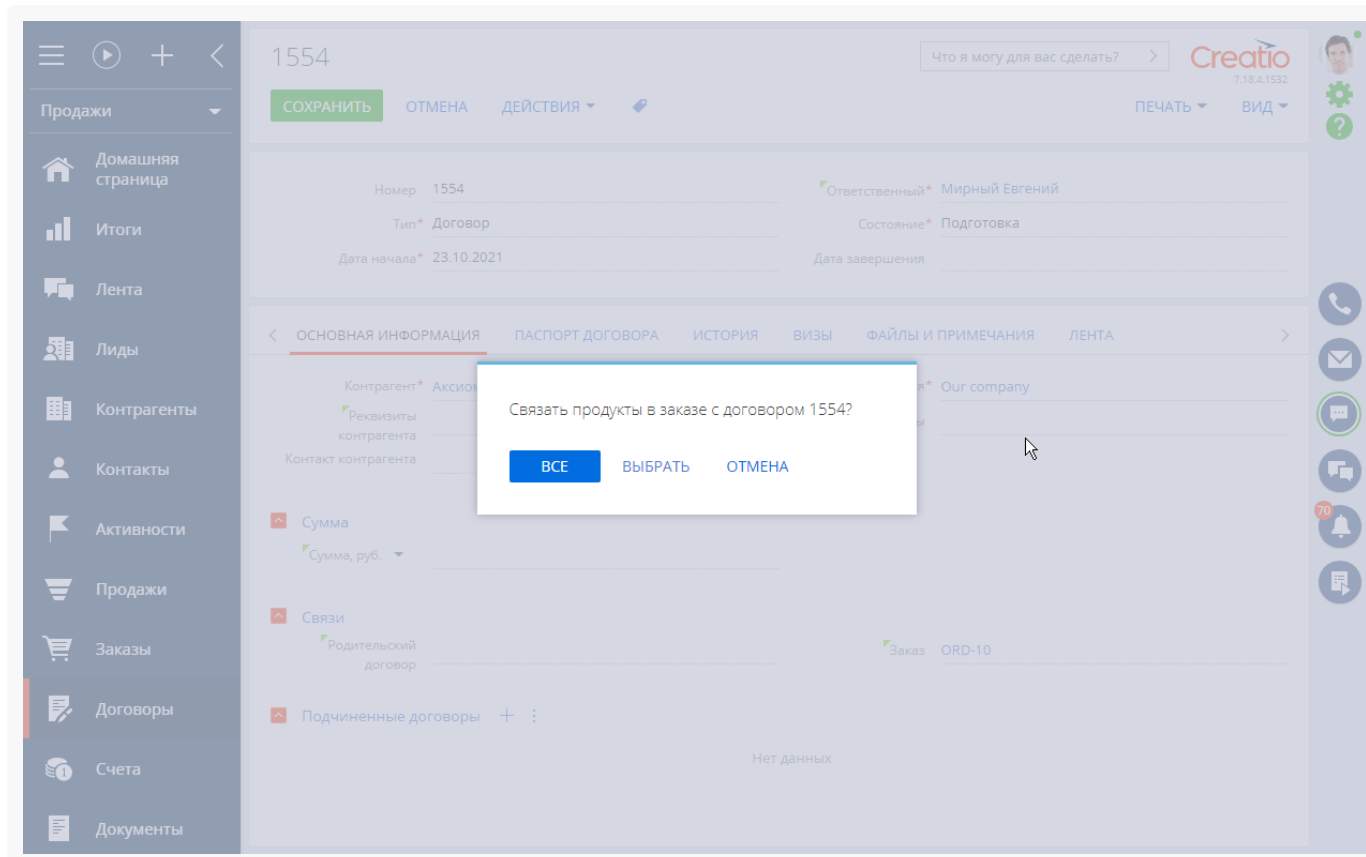 1554
Что я могу для вас сделать?
Creatio
7.18.4.1532
Продажи
СОХРАНИТЬ ОТМЕНА ДЕЙСТВИЯ ПЕЧАТЬ ВИД
Домашняя
страница
Итоги
Лента
Лиды
Контрагенты
Контакты
Активности
Продажи
Заказы
Договоры
Счета
Документы
Номер 1554 Ответственный* Мирный Евгений
Тип* Договор Состояние* Подготовка
Дата начала* 23.10.2021 Дата завершения
ОСНОВНАЯ ИНФОРМАЦИЯ ПАСПОРТ ДОГОВОРА ИСТОРИЯ ВИЗЫ ФАЙЛЫ И ПРИМЕЧАНИЯ ЛЕНТА
Контрагент* Our company
Реквизиты
контрагента
Контакт контрагента
Связать продукты в заказе с договором 1554?
ВСЕ ВЫБРАТЬ ОТМЕНА
Сумма
Сумма, руб.
Связи
Родительский
договор
Заказ ORD-10
Подчиненные договоры
Нет данных
70